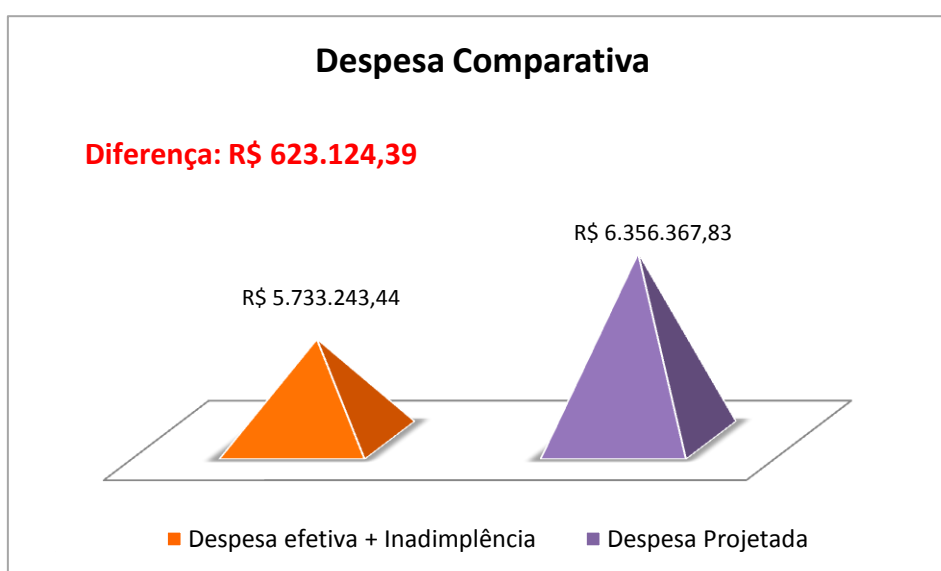 Despesa Comparativa
Diferença: R$ 623.124,39
R$ 6.356.367,83
R$ 5.733.243,44
Despesa efetiva + Inadimplência
Despesa Projetada